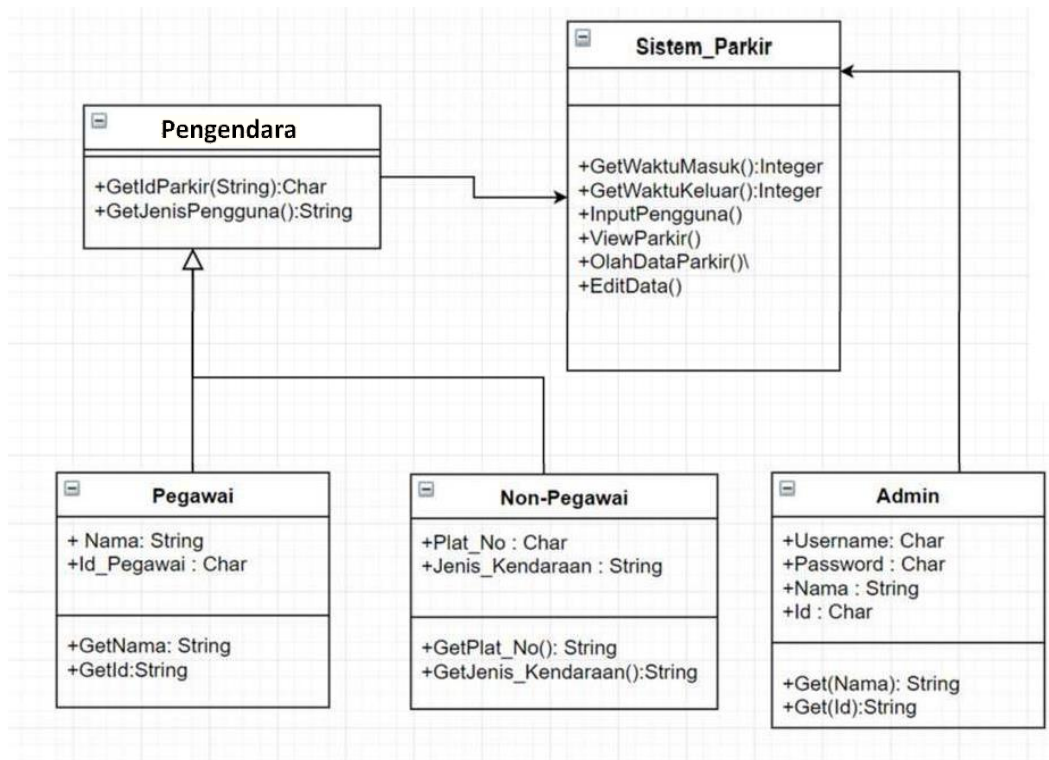 Sistem_Parkir
+GetWaktuMasuk():Integer
+GetWaktuKeluar():Integer
+InputPengguna()
+ViewParkir()
+OlahDataParkir()\
+EditData()
Pengendara
+GetIdParkir(String):Char
+GetJenisPengguna():String
Pegawai
+ Nama: String
+Id_Pegawai : Char
+GetNama: String
+GetId:String
Non-Pegawai
+Plat_No : Char
+Jenis_Kendaraan : String
+GetPlat_No(): String
+GetJenis_Kendaraan():String
Admin
+Username: Char
+Password : Char
+Nama : String
+Id : Char
+Get(Nama): String
+Get(Id):String